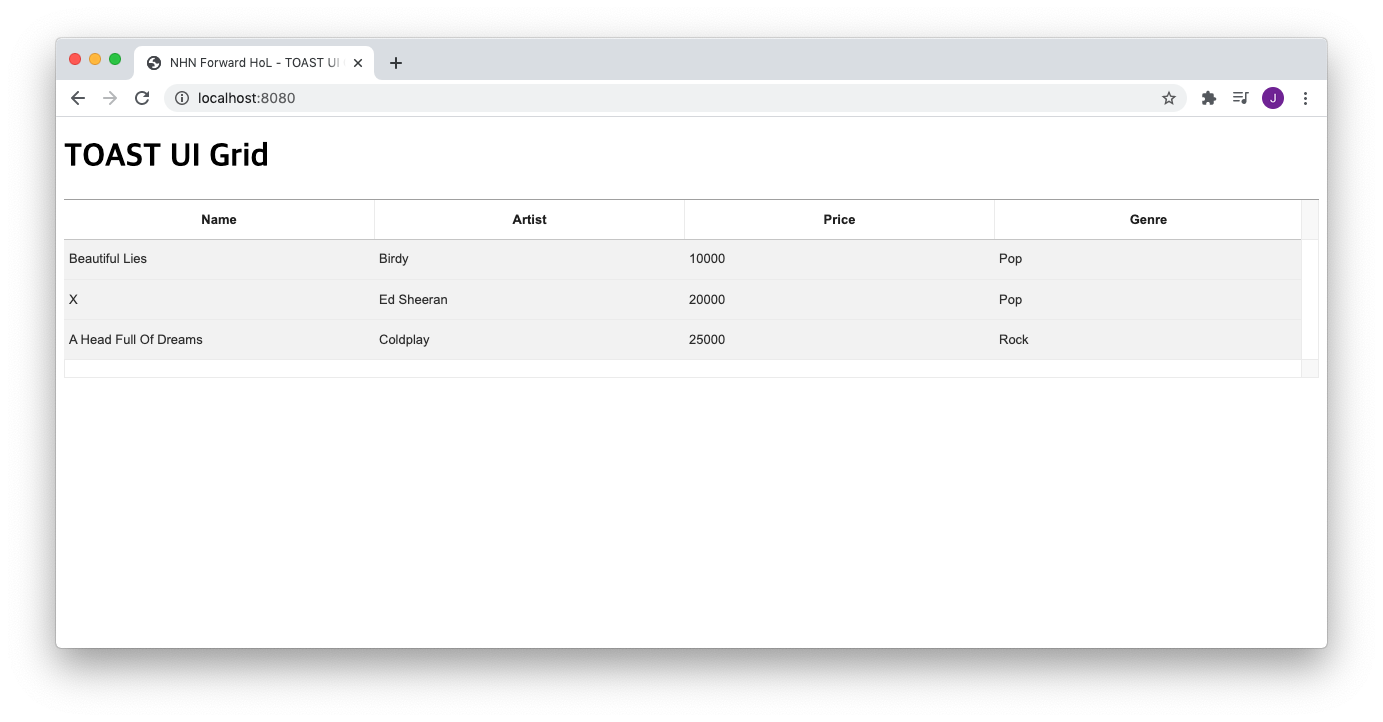 NHN Forward HoL - TOAST UI
localhost:8080
J
TOAST UI Grid
Name Artist Price Genre
Beautiful Lies Birdy 10000 Pop
X Ed Sheeran 20000 Pop
A Head Full Of Dreams Coldplay 25000 Rock